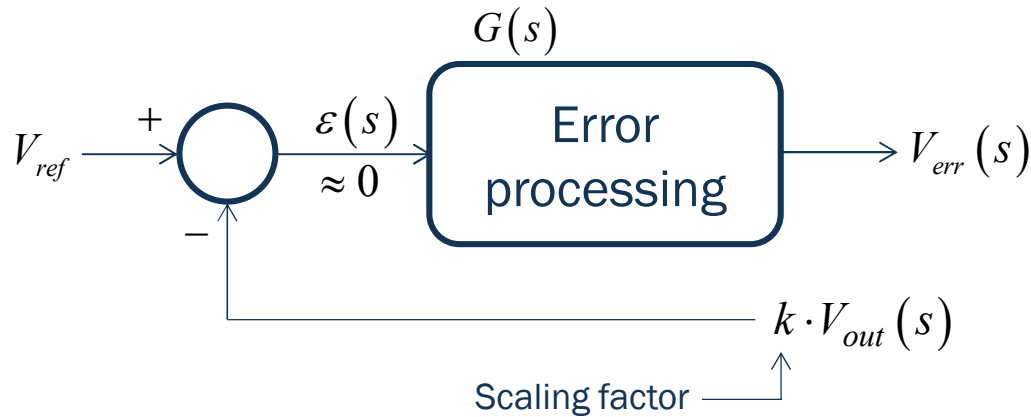 G(s)
+
V_ref
ε(s)
≈ 0
Error
processing
V_err (s)
−
k · V_out (s)
Scaling factor